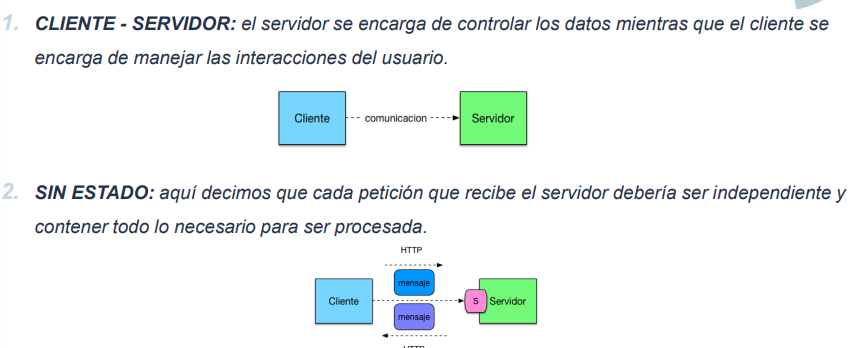 1. CLIENTE - SERVIDOR: el servidor se encarga de controlar los datos mientras que el cliente se
encarga de manejar las interacciones del usuario.
Cliente
comunicacion
Servidor
2. SIN ESTADO: aquí decimos que cada petición que recibe el servidor debería ser independiente y
contener todo lo necesario para ser procesada.
HTTP
mensaje
Cliente
S
Servidor
mensaje
HTTP